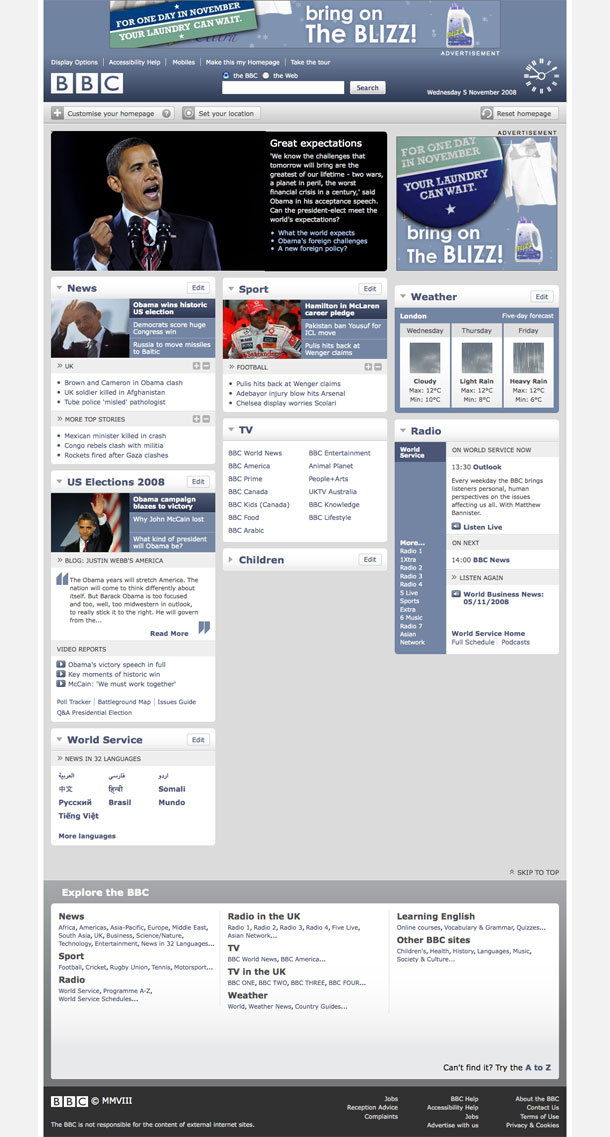 FOR ONE DAY IN NOVEMBER
YOUR LAUNDRY CAN WAIT.
bring on
The BLIZZ!
BLIZZ
ADVERTISEMENT
Display Options | Accessibility Help | Mobiles | Make this my Homepage | Take the tour
BBC
the BBC the Web
Search
Wednesday 5 November 2008
Customise your homepage ?
Set your location
Reset homepage
Great expectations
'We know the challenges that
tomorrow will bring are the
greatest of our lifetime - two wars,
a planet in peril, the worst
financial crisis in a century,' said
Obama in his acceptance speech.
Can the president-elect meet the
world's expectations?
• What the world expects
• Obama's foreign challenges
• A new foreign policy?
ADVERTISEMENT
FOR ONE DAY
IN NOVEMBER
YOUR LAUNDRY
CAN WAIT.
bring on
The BLIZZ!
BLIZZ
News
Edit
Obama wins historic
US election
Democrats score huge
Congress win
Russia to move missiles
to Baltic
UK
• Brown and Cameron in Obama clash
• UK soldier killed in Afghanistan
• Tube police 'misled' pathologist
MORE TOP STORIES
• Mexican minister killed in crash
• Congo rebels clash with militia
• Rockets fired after Gaza clashes
US Elections 2008
Obama campaign
blazes to victory
Why John McCain lost
What kind of president
will Obama be?
BLOG: JUSTIN WEBB'S AMERICA
The Obama years will stretch America. The
nation will come to think differently about
itself. But Barack Obama is too focused
and too, well, too midwestern in outlook,
to really stick it to the right. He will govern
from the...
Read More
VIDEO REPORTS
Obama's victory speech in full
Key moments of historic win
McCain: 'We must work together'
Poll Tracker | Battleground Map | Issues Guide
Q&A Presidential Election
World Service
Edit
NEWS IN 32 LANGUAGES
العربية فارسی اردو
中文 हिन्दी Somali
Русский Brasil Mundo
Tiếng Việt
More languages
Sport
Edit
Hamilton in McLaren
career pledge
Pakistan ban Yousuf for
ICL move
Pulis hits back at
Wenger claims
Santander
FOOTBALL
• Pulis hits back at Wenger claims
• Adebayor injury blow hits Arsenal
• Chelsea display worries Scolari
TV
BBC World News BBC Entertainment
BBC America Animal Planet
BBC Prime People+Arts
BBC Canada UKTV Australia
BBC Kids (Canada) BBC Knowledge
BBC Food BBC Lifestyle
BBC Arabic
Children
Edit
Weather
Edit
London
Five-day forecast
Wednesday Thursday Friday
Cloudy Light Rain Heavy Rain
Max: 12°C Max: 12°C Max: 12°C
Min: 10°C Min: 8°C Min: 6°C
Radio
World
Service
ON WORLD SERVICE NOW
13:30 Outlook
Every weekday the BBC brings
listeners personal, human
perspectives on the issues
affecting us all. With Matthew
Bannister.
Listen Live
ON NEXT
14:00 BBC News
LISTEN AGAIN
World Business News:
05/11/2008
World Service Home
Full Schedule | Podcasts
More...
Radio 1
1Xtra
Radio 2
Radio 3
Radio 4
5 Live
Sports
Extra
6 Music
Radio 7
Asian
Network
SKIP TO TOP
Explore the BBC
News
Africa, Americas, Asia-Pacific, Europe, Middle East,
South Asia, UK, Business, Science/Nature,
Technology, Entertainment, News in 32 Languages...
Sport
Football, Cricket, Rugby Union, Tennis, Motorsport...
Radio
World Service, Programme A-Z,
World Service Schedules...
Radio in the UK
Radio 1, Radio 2, Radio 3, Radio 4, Five Live,
Asian Network...
TV
BBC World News, BBC America...
TV in the UK
BBC ONE, BBC TWO, BBC THREE, BBC FOUR...
Weather
World, Weather News, Country Guides...
Learning English
Online courses, Vocabulary & Grammar, Quizzes...
Other BBC sites
Children's, Health, History, Languages, Music,
Society & Culture...
Can't find it? Try the A to Z
BBC © MMVIII
The BBC is not responsible for the content of external internet sites.
Jobs
Reception Advice
Complaints
BBC Help
Accessibility Help
Jobs
Advertise with us
About the BBC
Contact Us
Terms of Use
Privacy & Cookies